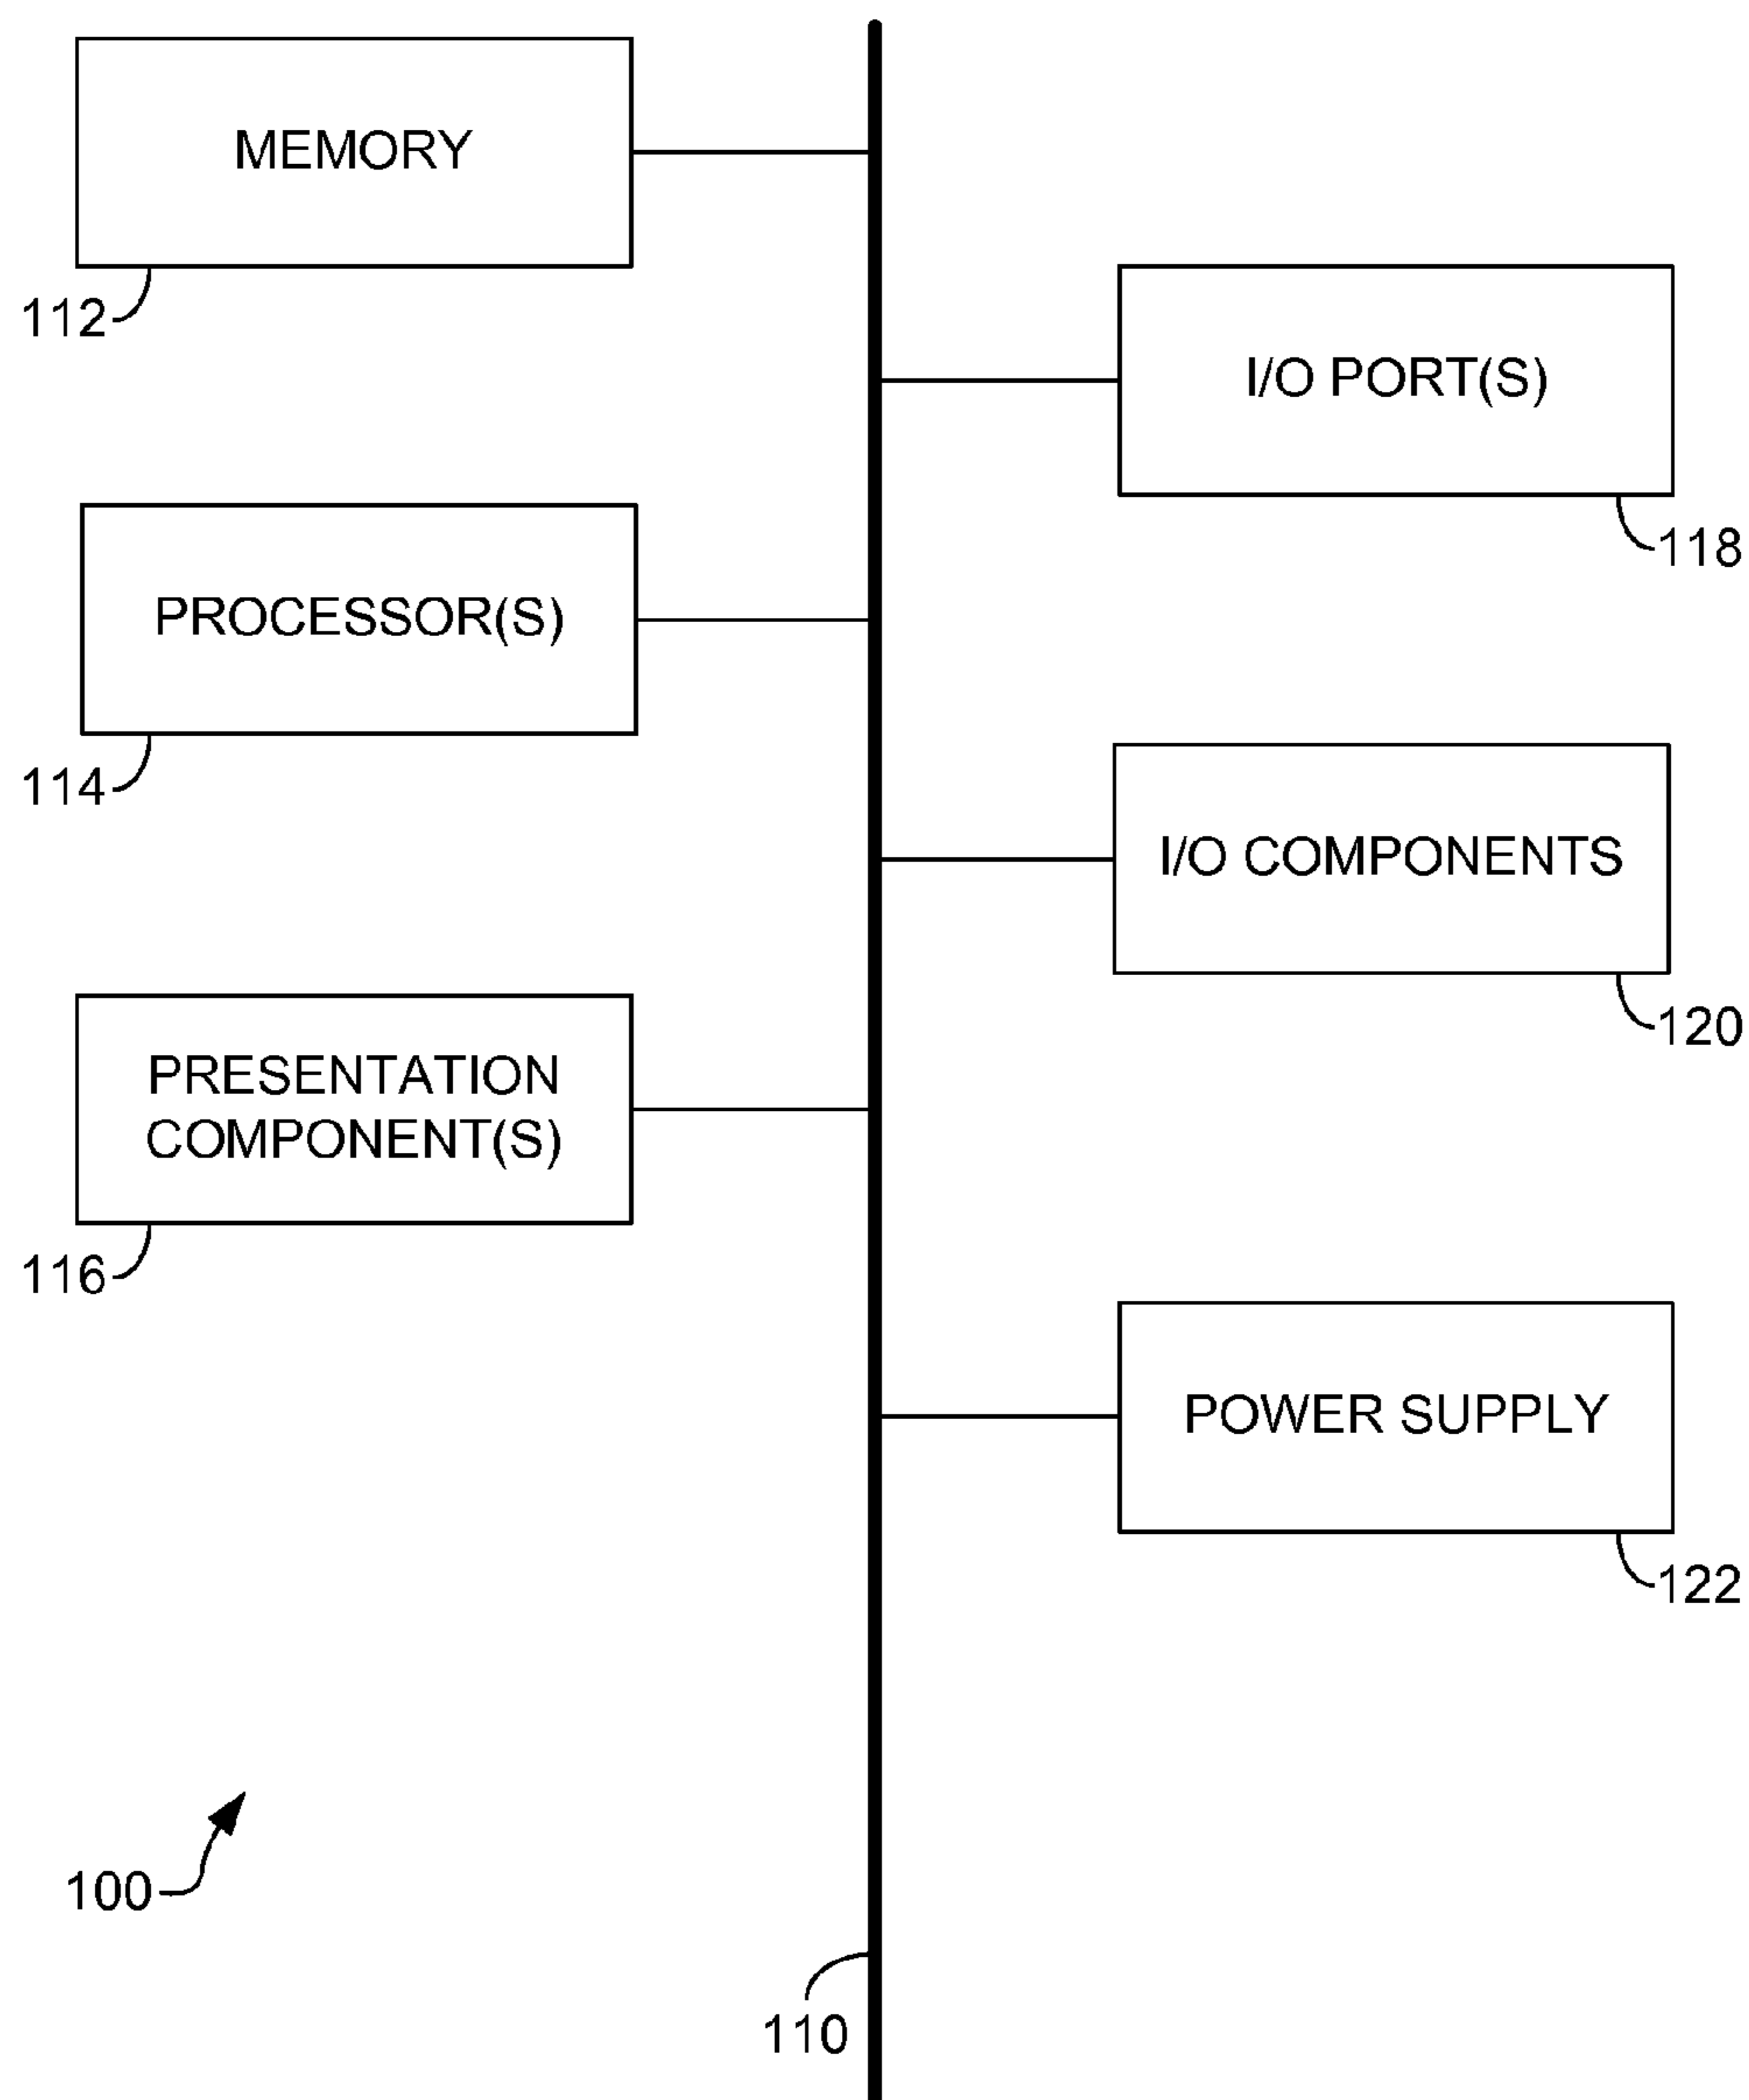 MEMORY
112
I/O PORT(S)
118
PROCESSOR(S)
114
I/O COMPONENTS
120
PRESENTATION
COMPONENT(S)
116
POWER SUPPLY
122
100
110